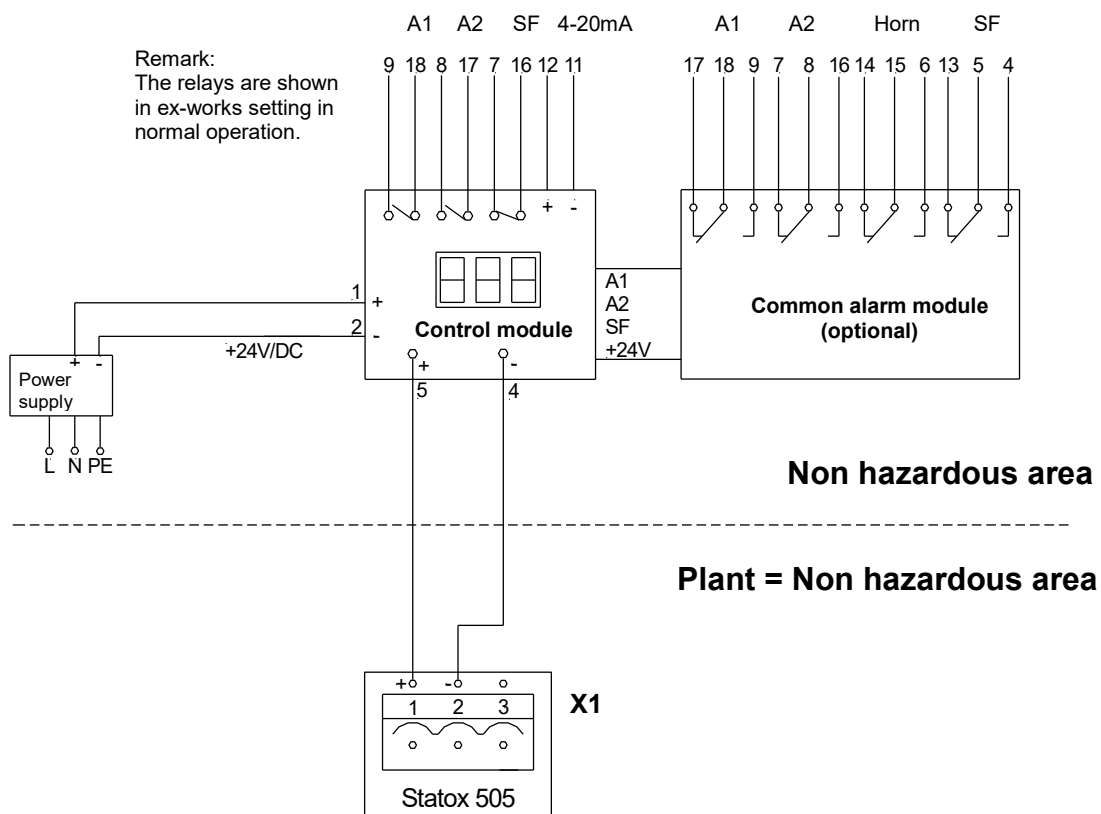 A1 A2 SF 4-20mA A1 A2 Horn SF
Remark:
The relays are shown
in ex-works setting in
normal operation.
9 18 8 17 7 16 12 11 17 18 9 7 8 16 14 15 6 13 5 4
+ -
1 +
2 -
+24V/DC
Control module
+ -
5 4
A1
A2
SF
+24V
Common alarm module
(optional)
+ -
Power
supply
L N PE
Non hazardous area
Plant = Non hazardous area
+ -
1 2 3
X1
Statox 505